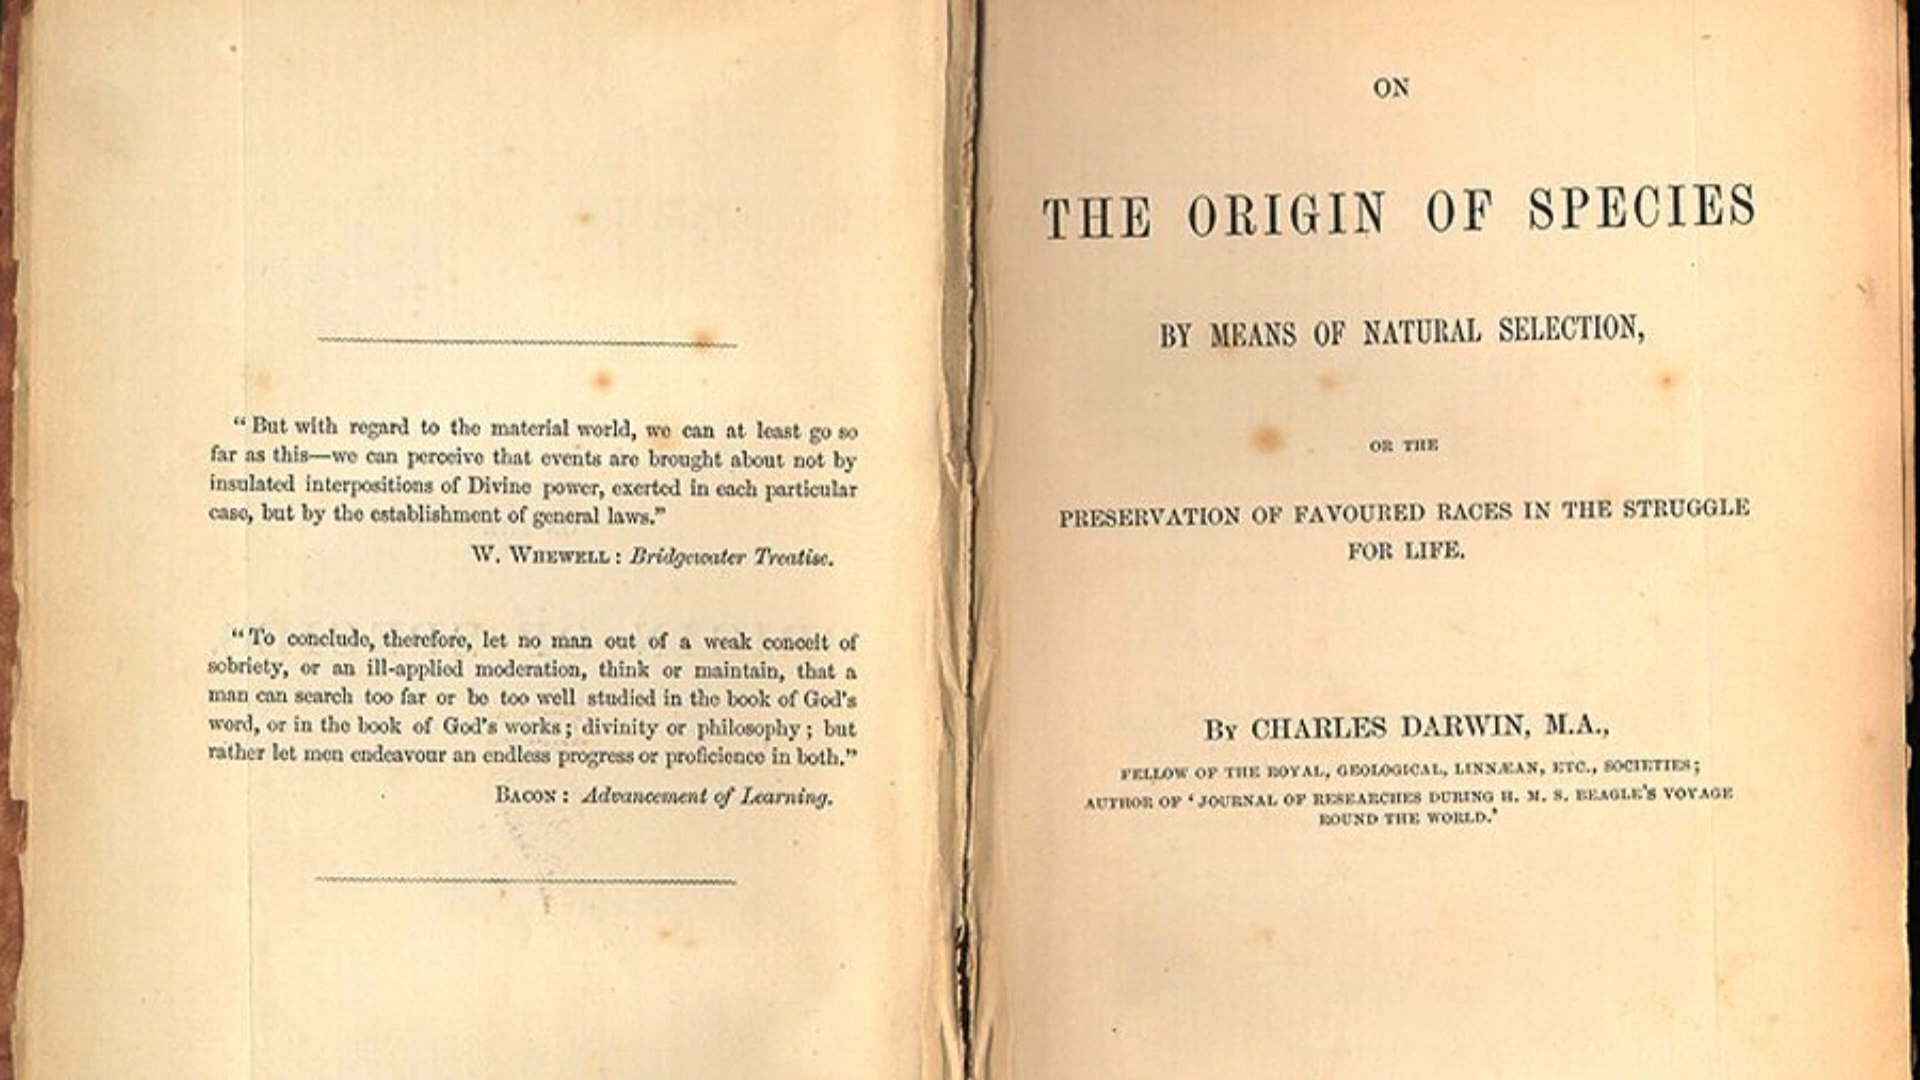 “But with regard to the material world, we can at least go so
far as this—we can perceive that events are brought about not by
insulated interpositions of Divine power, exerted in each particular
case, but by the establishment of general laws.”
W. WHEWELL: Bridgewater Treatise.
“To conclude, therefore, let no man out of a weak conceit of
sobriety, or an ill-applied moderation, think or maintain, that a
man can search too far or be too well studied in the book of God's
word, or in the book of God's works; divinity or philosophy; but
rather let men endeavour an endless progress or proficience in both.”
BACON: Advancement of Learning.
ON
THE ORIGIN OF SPECIES
BY MEANS OF NATURAL SELECTION,
OR THE
PRESERVATION OF FAVOURED RACES IN THE STRUGGLE
FOR LIFE.
By CHARLES DARWIN, M.A.,
FELLOW OF THE ROYAL, GEOLOGICAL, LINNÆAN, ETC., SOCIETIES;
AUTHOR OF ‘JOURNAL OF RESEARCHES DURING H. M. S. BEAGLE'S VOYAGE
ROUND THE WORLD.’